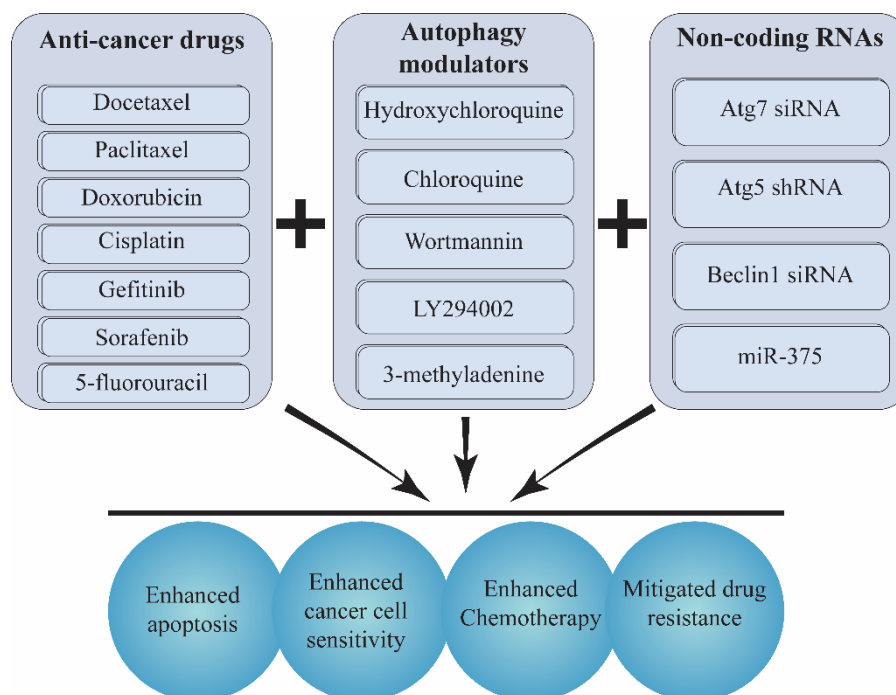 Anti-cancer drugs
Docetaxel
Paclitaxel
Doxorubicin
Cisplatin
Gefitinib
Sorafenib
5-fluorouracil
Autophagy
modulators
Hydroxychloroquine
Chloroquine
Wortmannin
LY294002
3-methyladenine
Non-coding RNAs
Atg7 siRNA
Atg5 shRNA
Beclin1 siRNA
miR-375
Enhanced
apoptosis
Enhanced
cancer cell
sensitivity
Enhanced
Chemotherapy
Mitigated drug
resistance